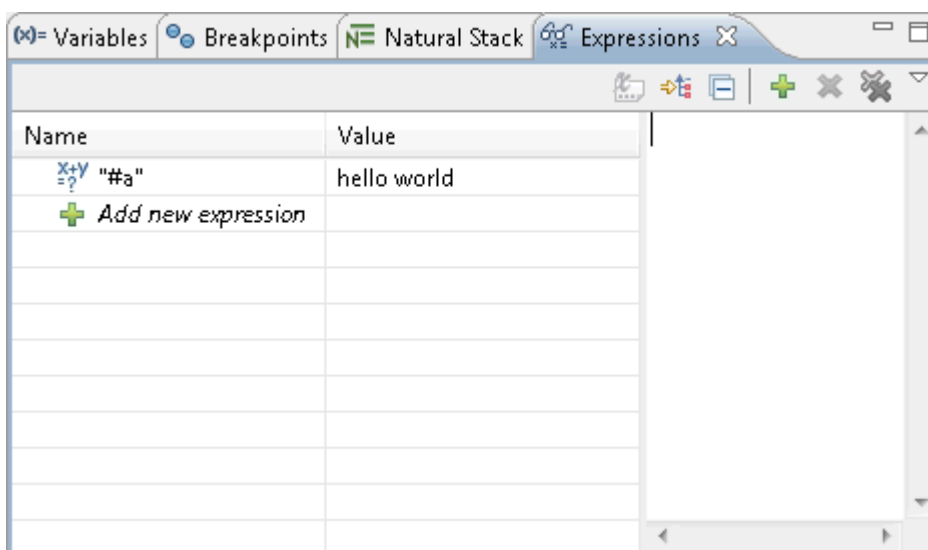 (x)= Variables Breakpoints Natural Stack Expressions
Name Value
"#a" hello world
Add new expression